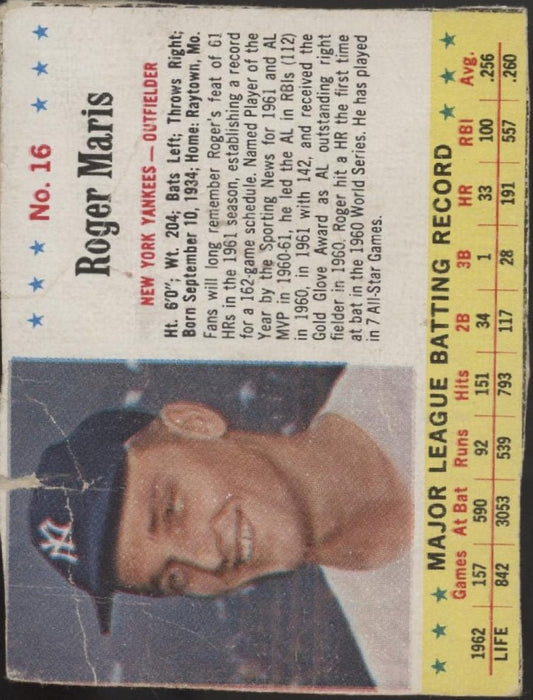 No. 16
Roger Maris
NEW YORK YANKEES — OUTFIELDER
Ht. 6'0"; Wt. 204; Bats Left; Throws Right;
Born September 10, 1934; Home: Raytown, Mo.
Fans will long remember Roger's feat of 61
HRs in the 1961 season, establishing a record
for a 162-game schedule. Named Player of the
Year by the Sporting News for 1961 and AL
MVP in 1960-61, he led the AL in RBIs (112)
in 1960, in 1961 with 142, and received the
Gold Glove Award as AL outstanding right
fielder in 1960. Roger hit a HR the first time
at bat in the 1960 World Series. He has played
in 7 All-Star Games.
NY
MAJOR LEAGUE BATTING RECORD
Games At Bat Runs Hits 2B 3B HR RBI Avg.
1962 157 590 92 151 34 1 33 100 .256
LIFE 842 3053 539 793 117 28 191 557 .260